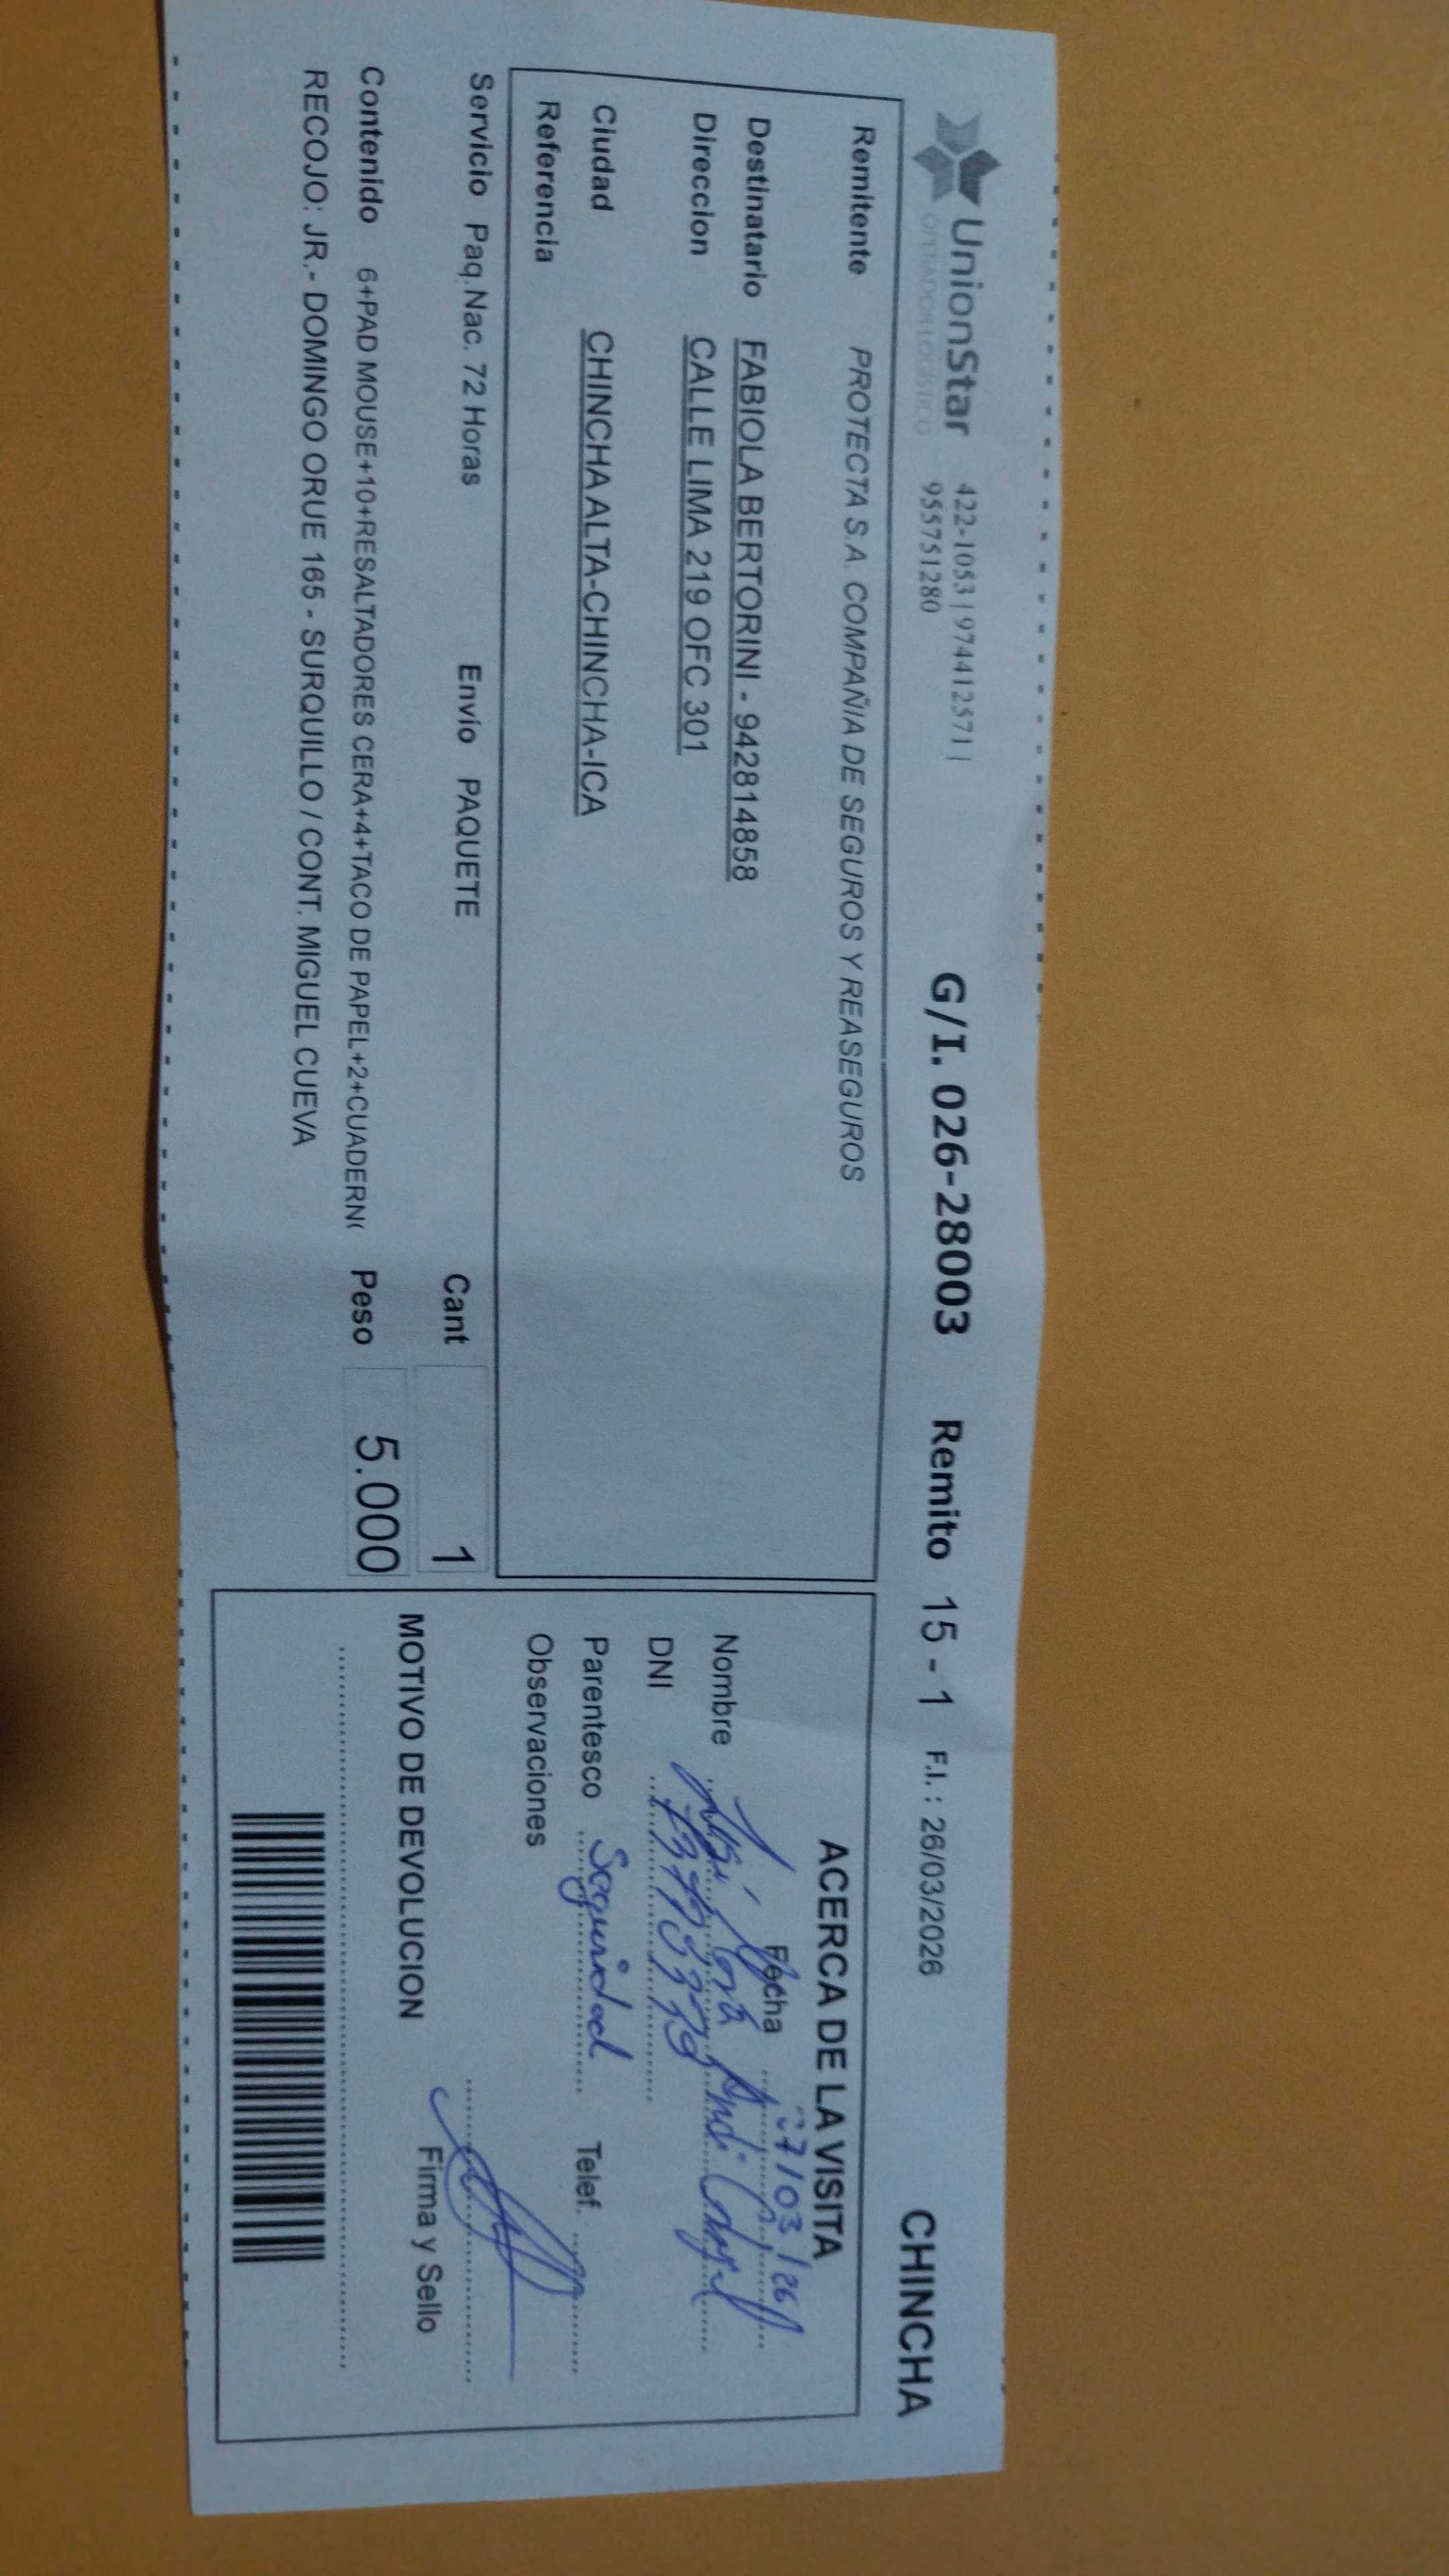 UnionStar
OPERADOR LOGISTICO
422-1053 | 974412571 |
955751280
G/I. 026-28003 Remito 15 - 1 F.I. : 26/03/2026 CHINCHA
Remitente PROTECTA S.A. COMPAÑIA DE SEGUROS Y REASEGUROS
Destinatario FABIOLA BERTORINI - 942814858
Direccion CALLE LIMA 219 OFC 301
Ciudad CHINCHA ALTA-CHINCHA-ICA
Referencia
Servicio Paq. Nac. 72 Horas Envío PAQUETE Cant 1
Contenido 6+PAD MOUSE+10+RESALTADORES CERA+4+TACO DE PAPEL+2+CUADERN( Peso 5.000
RECOJO: JR.- DOMINGO ORUE 165 - SURQUILLO / CONT. MIGUEL CUEVA
ACERCA DE LA VISITA
Fecha 27/03/26
Nombre
DNI
Parentesco Seguridad Telef.
Observaciones
Firma y Sello
MOTIVO DE DEVOLUCION